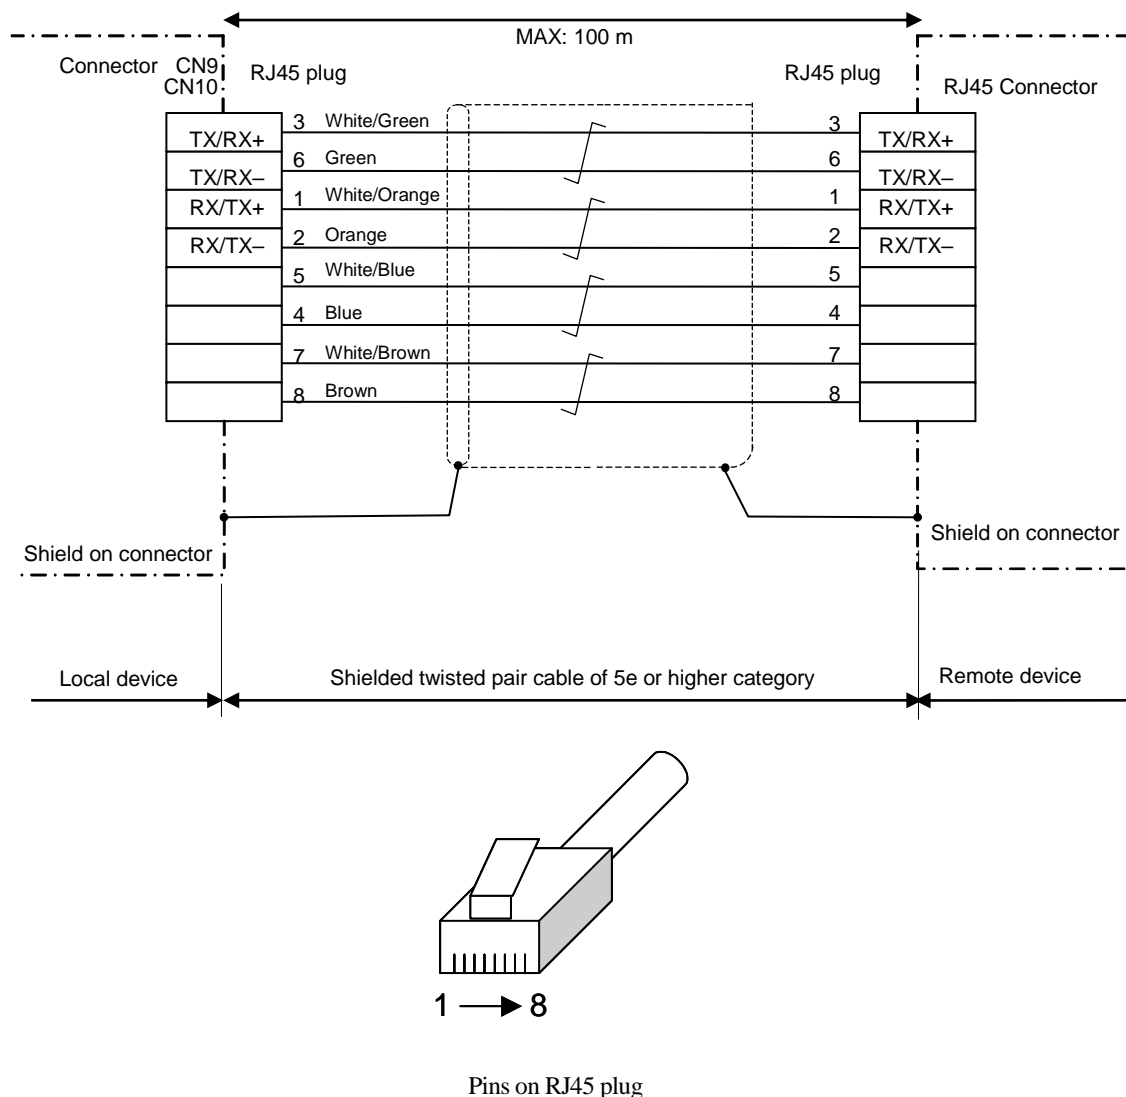 MAX: 100 m
Connector CN9
CN10
RJ45 plug
RJ45 plug
RJ45 Connector
TX/RX+ 3 White/Green 3 TX/RX+
TX/RX– 6 Green 6 TX/RX–
RX/TX+ 1 White/Orange 1 RX/TX+
RX/TX– 2 Orange 2 RX/TX–
5 White/Blue 5
4 Blue 4
7 White/Brown 7
8 Brown 8
Shield on connector
Shield on connector
Local device
Shielded twisted pair cable of 5e or higher category
Remote device
1 8
Pins on RJ45 plug